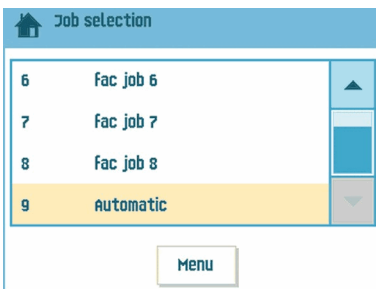 Job selection
6 fac job 6
7 fac job 7
8 fac job 8
9 Automatic
Menu